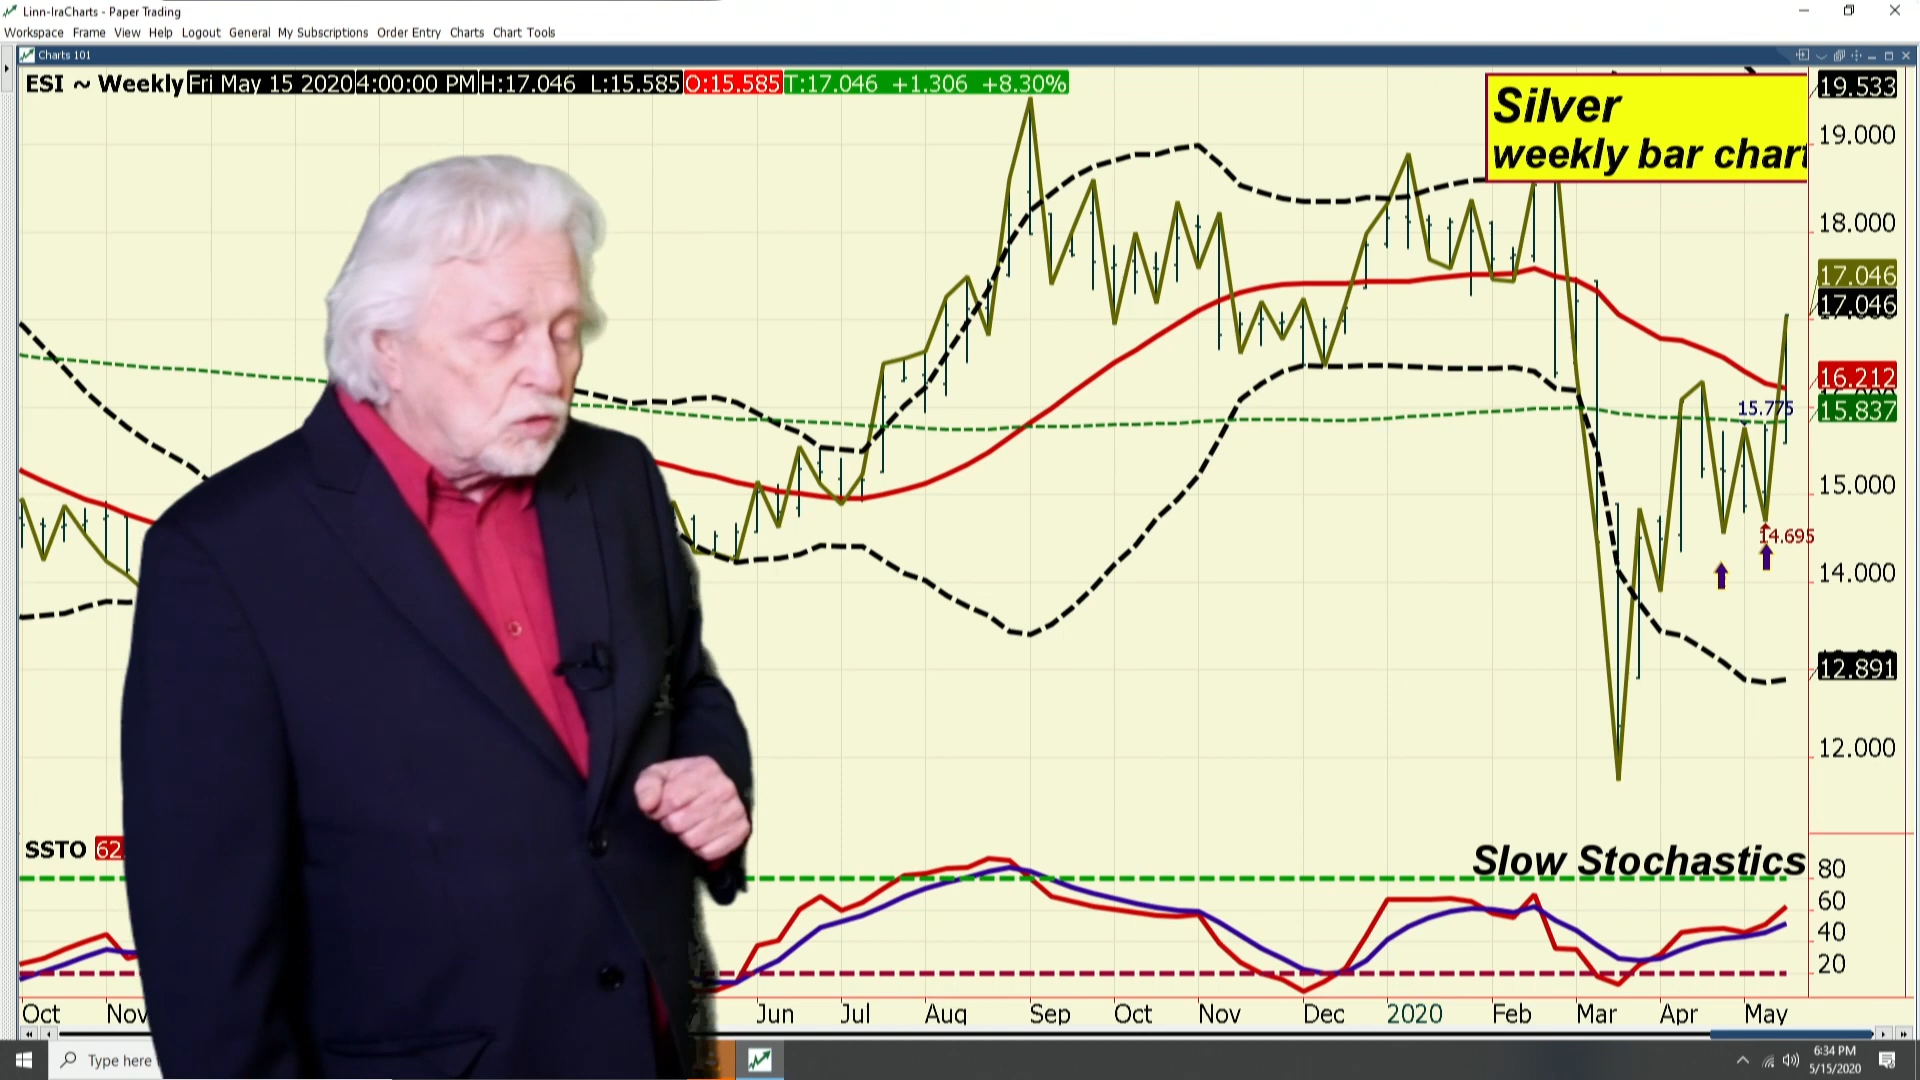 Linn-IraCharts - Paper Trading
Workspace Frame View Help Logout General My Subscriptions Order Entry Charts Chart Tools
Charts 101
ESI ~ Weekly Fri May 15 2020 4:00:00 PM H:17.046 L:15.585 O:15.585 T:17.046 +1.306 +8.30%
Silver
weekly bar chart
19.533
19.000
18.000
17.046
17.046
16.212
15.775
15.837
15.000
14.695
14.000
12.891
12.000
SSTO 62
Slow Stochastics
80
60
40
20
Oct Nov Jun Jul Aug Sep Oct Nov Dec 2020 Feb Mar Apr May
Type here
6:34 PM
5/15/2020